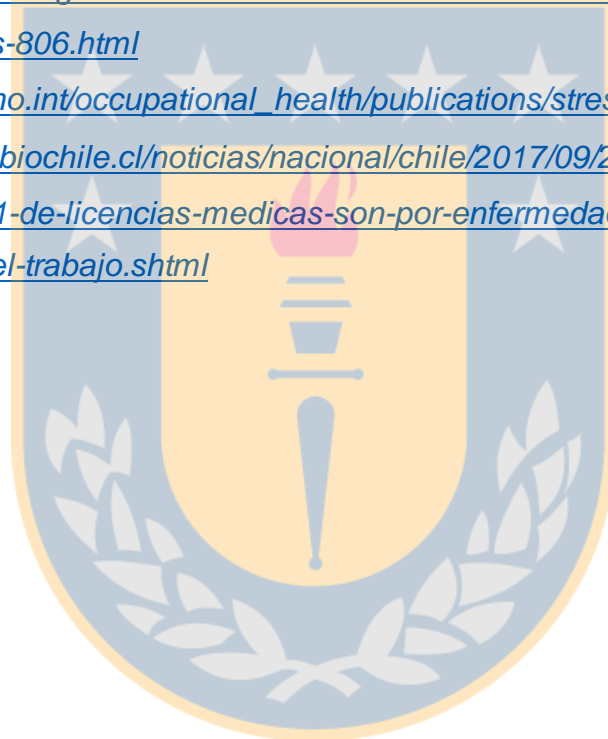 s-806.html
no.int/occupational_health/publications/stres
biochile.cl/noticias/nacional/chile/2017/09/2
1-de-licencias-medicas-son-por-enfermedad
el-trabajo.shtml